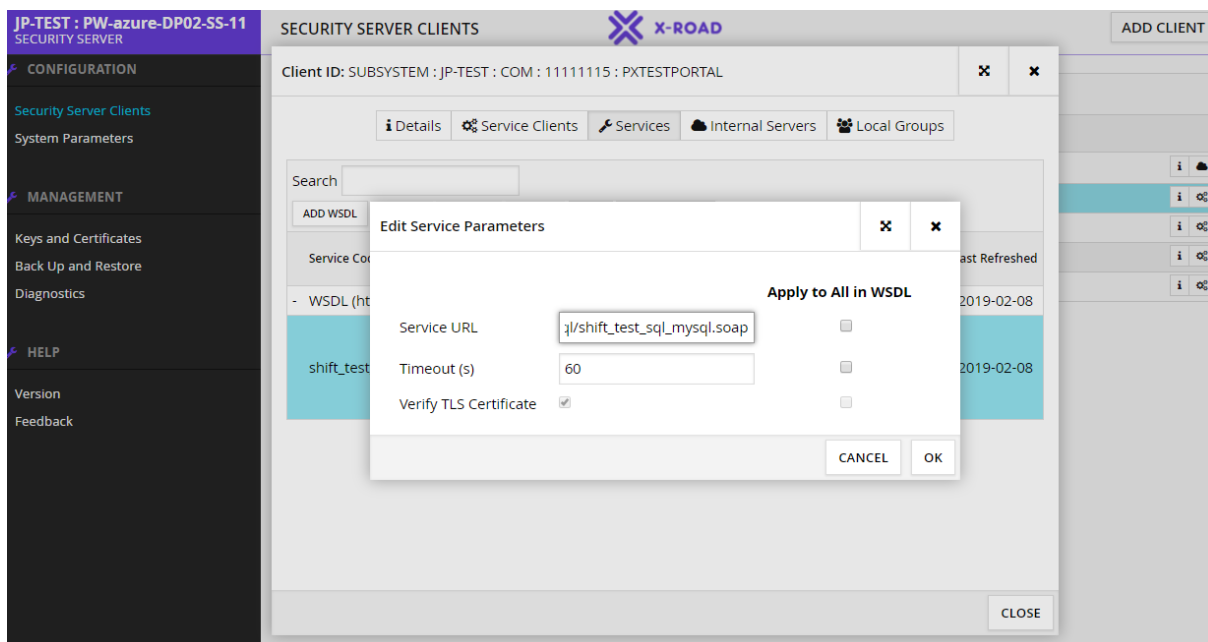 JP-TEST : PW-azure-DP02-SS-11
SECURITY SERVER
SECURITY SERVER CLIENTS
X-ROAD
ADD CLIENT
CONFIGURATION
Security Server Clients
System Parameters
MANAGEMENT
Keys and Certificates
Back Up and Restore
Diagnostics
HELP
Version
Feedback
Client ID: SUBSYSTEM : JP-TEST : COM : 11111115 : PXTESTPORTAL
Details Service Clients Services Internal Servers Local Groups
Search
ADD WSDL
Service
ast Refreshed
- WSDL (ht
2019-02-08
shift_test
2019-02-08
Edit Service Parameters
Apply to All in WSDL
Service URL
ql/shift_test_sql_mysql.soap
Timeout (s)
60
Verify TLS Certificate
CANCEL OK
CLOSE